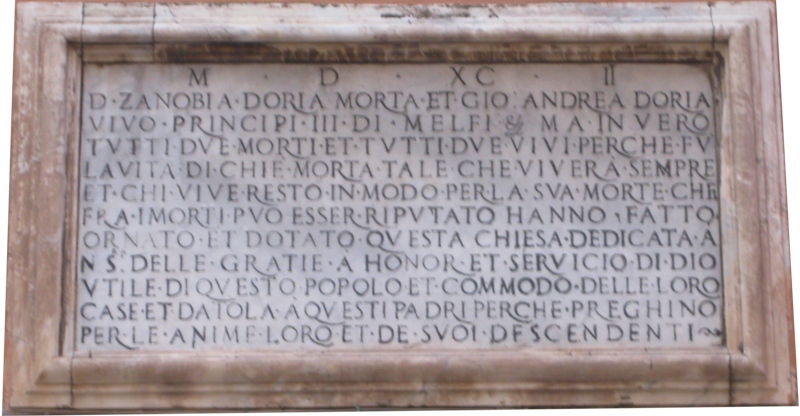 M · D · XC · II
D·ZANOBIA·DORIA MORTA·ET·GIO: ANDREA DORIA
VIVO·PRINCIPI·III·DI MELFI·& MA·IN VERO
TVTTI DVE·MORTI·ET·TVTTI·DVE·VIVI·PERCHE·FV
LAVITA·DI·CHIE·MORTA·TALE CHE·VIVERA·SEMPRE
ET·CHI·VIVE·RESTO·IN·MODO·PER·LA·SVA·MORTE·CHE
FRA·I·MORTI·PVO ESSER·RIPVTATO HANNO·FATTO
ORNATO·ET DOTATO·QVESTA CHIESA·DEDICATA·A
N S.ra DELLE·GRATIE·A HONOR·ET·SERVICIO·DI·DIO
VTILE·DI QVESTO POPOLO·ET·COMMODO·DELLE·LORO
CASE·ET·DATOLA·A QVESTI PADRI PERCHE·PREGHINO
PER·LE·ANIME·LORO·ET·DE·SVOI·DESCENDENTI~